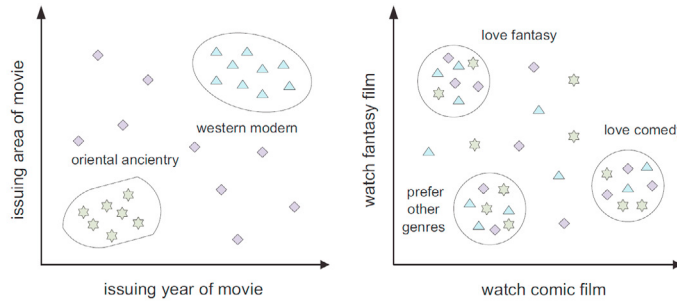 issuing area of movie
western modern
oriental ancientry
issuing year of movie
watch fantasy film
love fantasy
love comed
prefer
other
genres
watch comic film